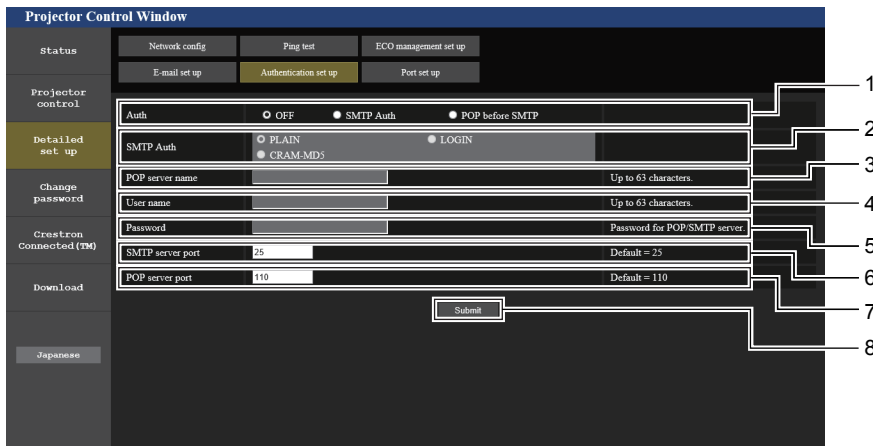 Projector Control Window
Status
Network config
Ping test
ECO management set up
E-mail set up
Authentication set up
Port set up
Projector
control
Detailed
set up
Change
password
Crestron
Connected(TM)
Download
Japanese
Auth
OFF
SMTP Auth
POP before SMTP
SMTP Auth
PLAIN
LOGIN
CRAM-MD5
POP server name
Up to 63 characters.
User name
Up to 63 characters.
Password
Password for POP/SMTP server.
SMTP server port
25
Default = 25
POP server port
110
Default = 110
Submit
1
2
3
4
5
6
7
8